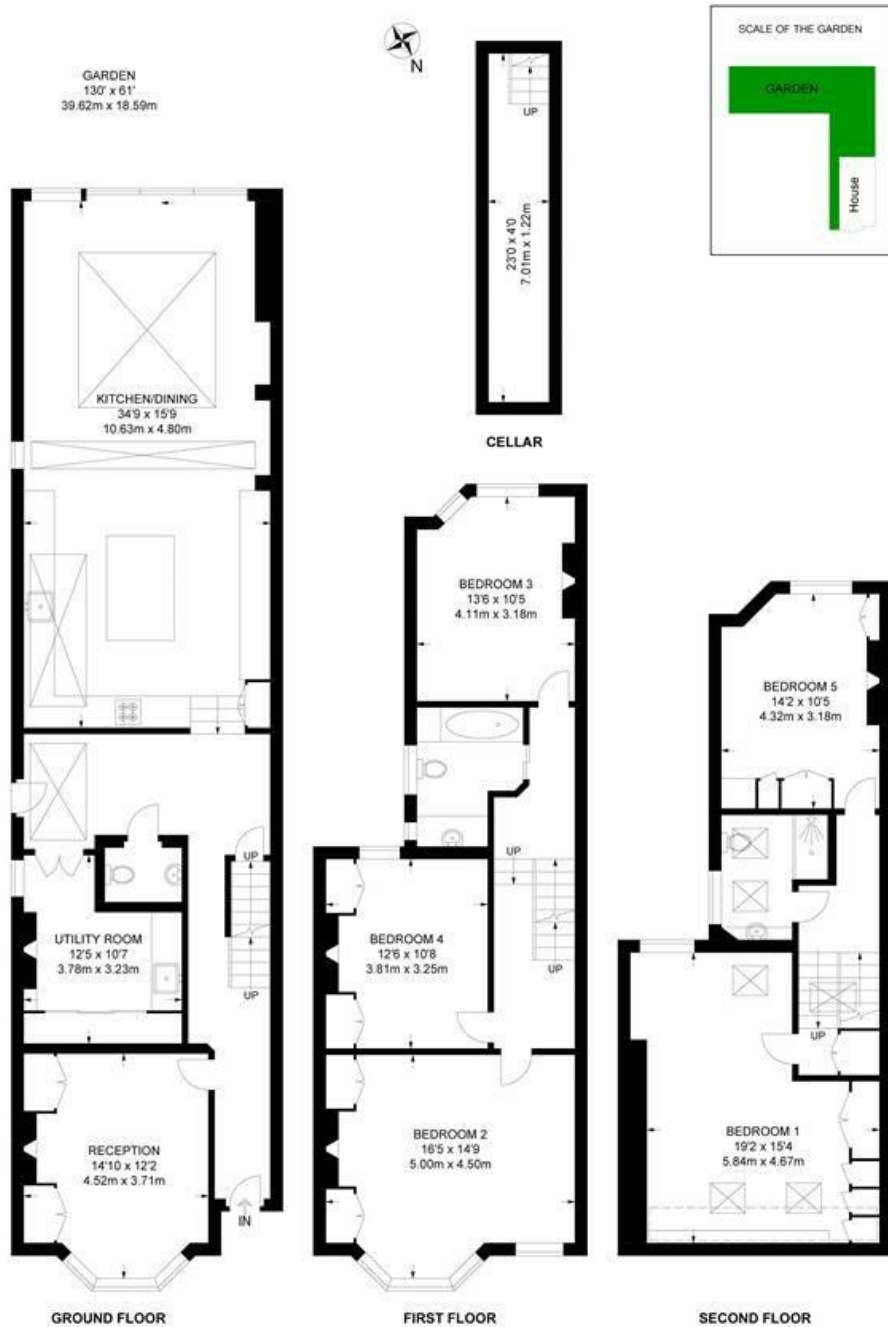 GARDEN
130' x 61'
39.62m x 18.59m
N
SCALE OF THE GARDEN
GARDEN
House
UP
23'0 x 4'0
7.01m x 1.22m
CELLAR
KITCHEN/DINING
34'9 x 15'9
10.63m x 4.80m
UP
UTILITY ROOM
12'5 x 10'7
3.78m x 3.23m
UP
RECEPTION
14'10 x 12'2
4.52m x 3.71m
IN
GROUND FLOOR
BEDROOM 3
13'6 x 10'5
4.11m x 3.18m
UP
BEDROOM 4
12'6 x 10'8
3.81m x 3.25m
UP
BEDROOM 2
16'5 x 14'9
5.00m x 4.50m
FIRST FLOOR
BEDROOM 5
14'2 x 10'5
4.32m x 3.18m
UP
BEDROOM 1
19'2 x 15'4
5.84m x 4.67m
SECOND FLOOR